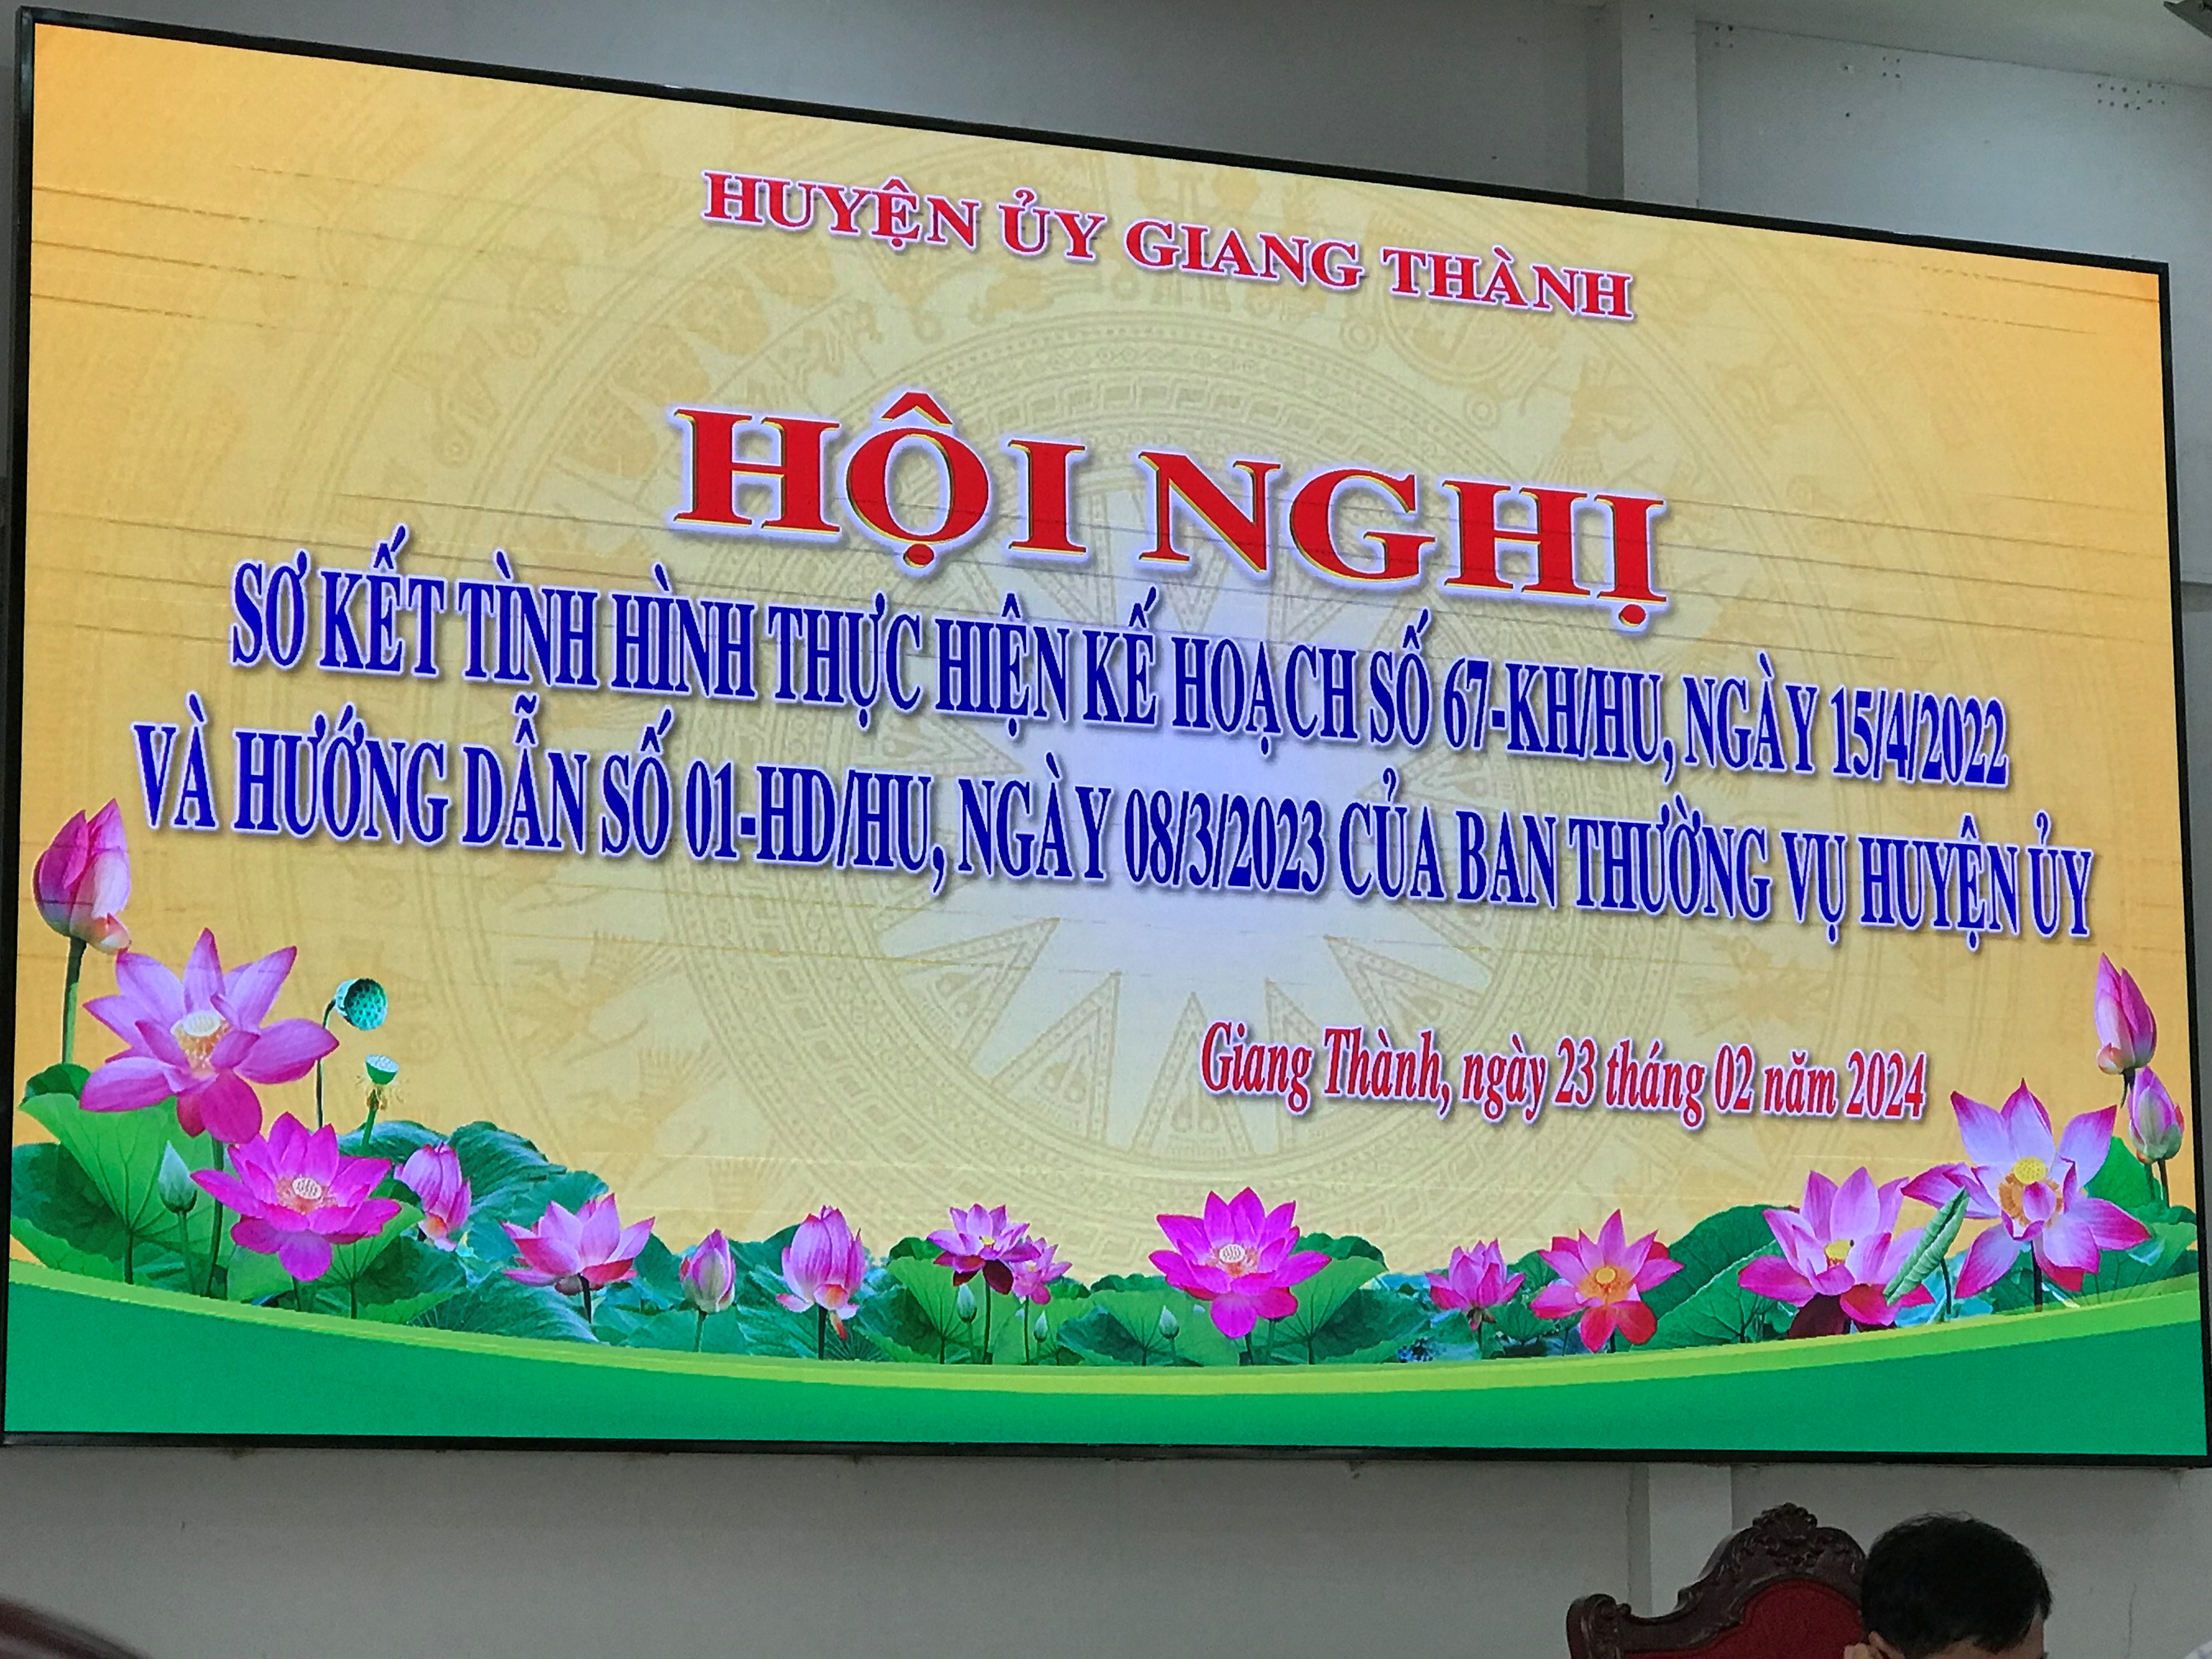 HUYỆN ỦY GIANG THÀNH
HỘI NGHỊ
SƠ KẾT TÌNH HÌNH THỰC HIỆN KẾ HOẠCH SỐ 67-KH/HU, NGÀY 15/4/2022
VÀ HƯỚNG DẪN SỐ 01-HD/HU, NGÀY 08/3/2023 CỦA BAN THƯỜNG VỤ HUYỆN ỦY
Giang Thành, ngày 23 tháng 02 năm 2024